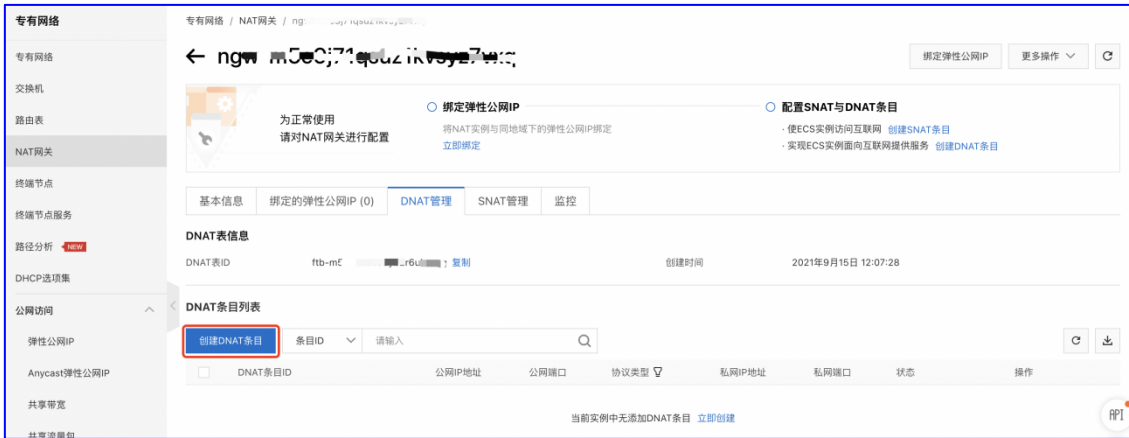 专有网络
专有网络 / NAT网关 /
专有网络
交换机
路由表
NAT网关
终端节点
终端节点服务
路径分析 NEW
DHCP选项集
公网访问
弹性公网IP
Anycast弹性公网IP
共享带宽
共享流量包
绑定弹性公网IP
更多操作
为正常使用
请对NAT网关进行配置
绑定弹性公网IP
将NAT实例与同地域下的弹性公网IP绑定
立即绑定
配置SNAT与DNAT条目
· 使ECS实例访问互联网 创建SNAT条目
· 实现ECS实例面向互联网提供服务 创建DNAT条目
基本信息 绑定的弹性公网IP (0) DNAT管理 SNAT管理 监控
DNAT表信息
DNAT表ID 复制 创建时间 2021年9月15日 12:07:28
DNAT条目列表
创建DNAT条目 条目ID 请输入
DNAT条目ID 公网IP地址 公网端口 协议类型 私网IP地址 私网端口 状态 操作
当前实例中无添加DNAT条目 立即创建
API